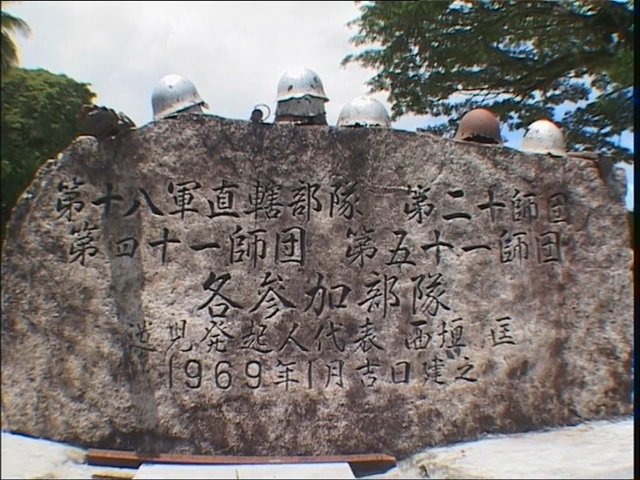 第十八軍直轄部隊 第二十師団
第四十一師団 第五十一師団
各参加部隊
発起人代表 西垣 匡
1969年1月吉日建之